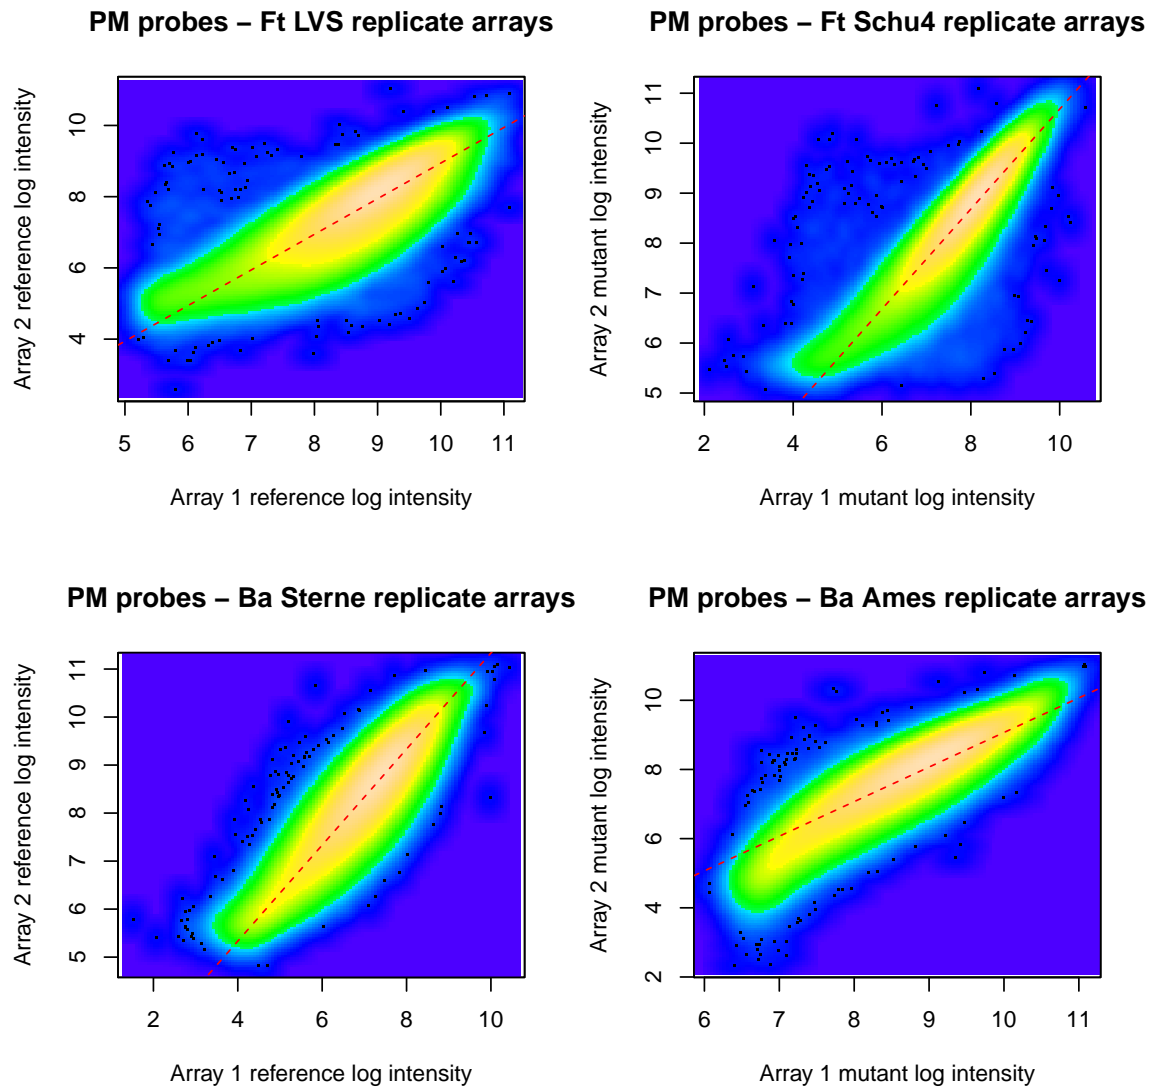 PM probes – Ft LVS replicate arrays
Array 2 reference log intensity
10
8
6
4
5 6 7 8 9 10 11
Array 1 reference log intensity
PM probes – Ft Schu4 replicate arrays
Array 2 mutant log intensity
11
10
9
8
7
6
5
2 4 6 8 10
Array 1 mutant log intensity
PM probes – Ba Sterne replicate arrays
Array 2 reference log intensity
11
10
9
8
7
6
5
2 4 6 8 10
Array 1 reference log intensity
PM probes – Ba Ames replicate arrays
Array 2 mutant log intensity
10
8
6
4
2
6 7 8 9 10 11
Array 1 mutant log intensity